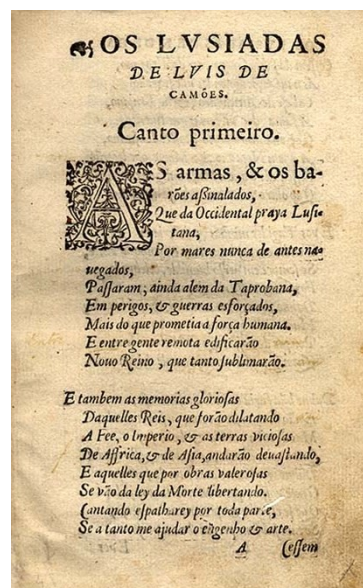 OS LVSIADAS
DE LVIS DE
CAMÕES.
Canto primeiro.
AS armas, & os ba-
rões aßinalados,
Que da Occidental praya Lusi-
tana,
Por mares nunca de antes na-
uegados,
Passaram, ainda alem da Taprobana,
Em perigos, & guerras esforçados,
Mais do que prometia a força humana.
E entre gente remota edificarão
Nouo Reino, que tanto sublimarão.
E tambem as memorias gloriosas
Daquelles Reis, que forão dilatando
A Fee, o Imperio, & as terras viciosas
De Affrica, & de Asia, andarão deuastando,
E aquelles que por obras valerosas
Se vão da ley da Morte libertando.
Cantando espalharey por toda parte,
Se a tanto me ajudar o engenho & arte.
A Cessem